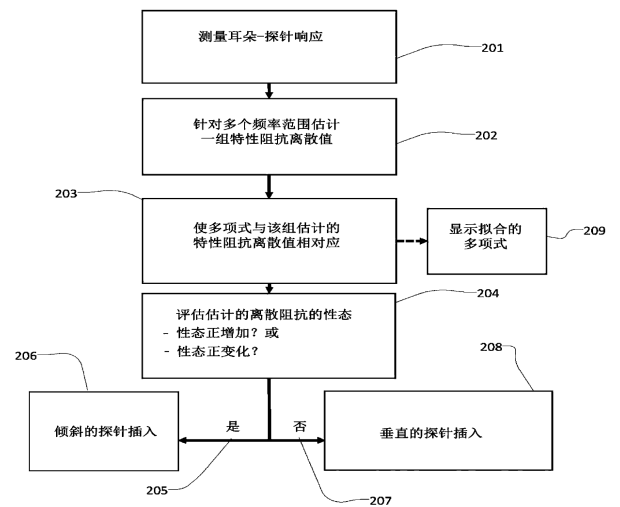 测量耳朵-探针响应
201
针对多个频率范围估计
一组特性阻抗离散值
202
203
使多项式与该组估计的
特性阻抗离散值相对应
显示拟合的
多项式
209
204
评估估计的离散阻抗的性态
- 性态正增加？或
- 性态正变化？
206
208
倾斜的探针插入
是
否
垂直的探针插入
205
207